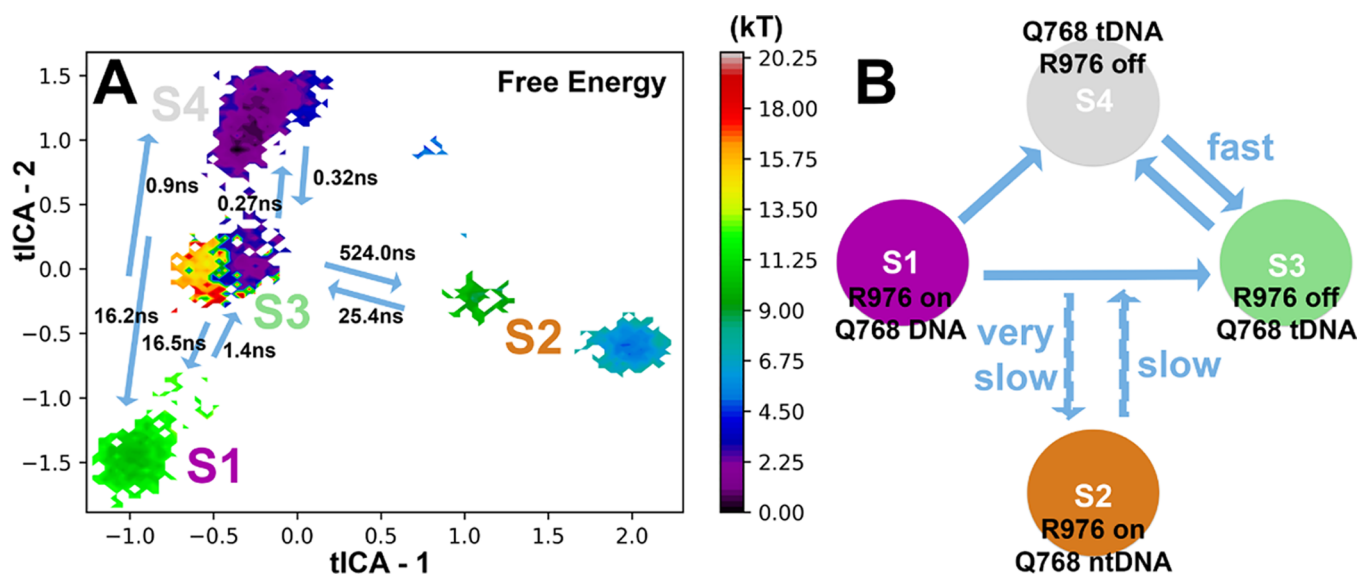 A
Free Energy
S4
0.9ns
0.27ns
0.32ns
524.0ns
25.4ns
S3
16.2ns
16.5ns
1.4ns
S2
S1
tICA - 2
1.5
1.0
0.5
0.0
−0.5
−1.0
−1.5
−1.0
−0.5
0.0
0.5
1.0
1.5
2.0
tICA - 1
(kT)
20.25
18.00
15.75
13.50
11.25
9.00
6.75
4.50
2.25
0.00
B
Q768 tDNA
R976 off
S4
fast
S1
R976 on
Q768 DNA
S3
R976 off
Q768 tDNA
very
slow
slow
S2
R976 on
Q768 ntDNA